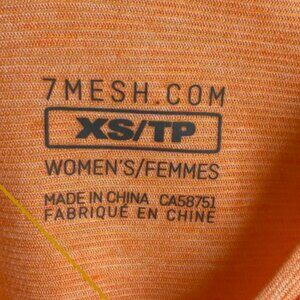 7MESH.COM
XS/TP
WOMEN'S/FEMMES
MADE IN CHINA CA58751
FABRIQUÉ EN CHINE